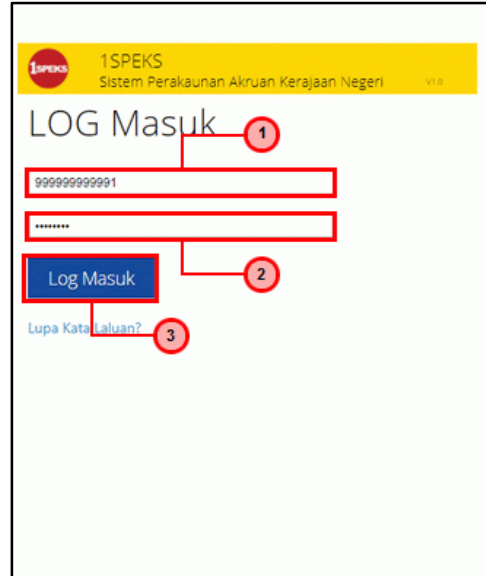 1SPEKS
1SPEKS
Sistem Perakaunan Akruan Kerajaan Negeri V1.0
LOG Masuk
1
999999999991
••••••••
2
Log Masuk
Lupa Kata Laluan?
3